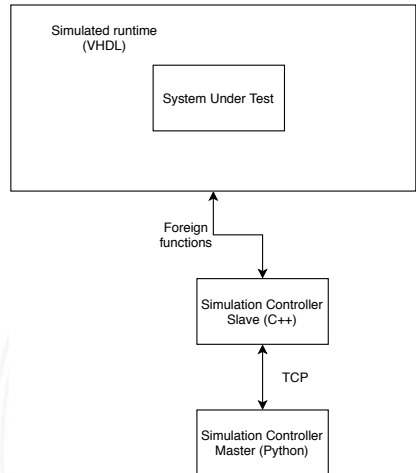 Simulated runtime
(VHDL)
System Under Test
Foreign
functions
Simulation Controller
Slave (C++)
TCP
Simulation Controller
Master (Python)